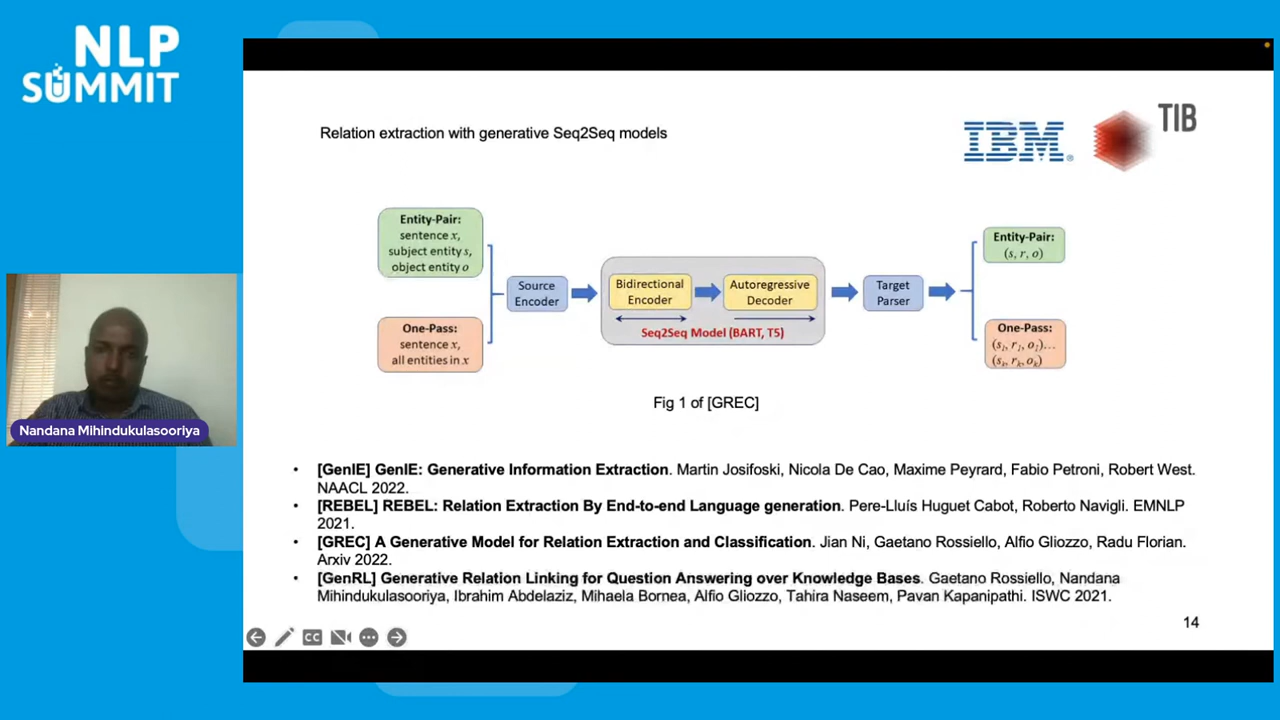 NLP
SUMMIT
Relation extraction with generative Seq2Seq models
IBM
TIB
Entity-Pair:
sentence x,
subject entity s,
object entity o
One-Pass:
sentence x,
all entities in x
Source
Encoder
Bidirectional
Encoder
Autoregressive
Decoder
Seq2Seq Model (BART, T5)
Target
Parser
Entity-Pair:
(s, r, o)
One-Pass:
(s₁, r₁, o₁)...
(sₖ, rₖ, oₖ)
Fig 1 of [GREC]
Nandana Mihindukulasooriya
• [GenIE] GenIE: Generative Information Extraction. Martin Josifoski, Nicola De Cao, Maxime Peyrard, Fabio Petroni, Robert West.
NAACL 2022.
• [REBEL] REBEL: Relation Extraction By End-to-end Language generation. Pere-Lluís Huguet Cabot, Roberto Navigli. EMNLP
2021.
• [GREC] A Generative Model for Relation Extraction and Classification. Jian Ni, Gaetano Rossiello, Alfio Gliozzo, Radu Florian.
Arxiv 2022.
• [GenRL] Generative Relation Linking for Question Answering over Knowledge Bases. Gaetano Rossiello, Nandana
Mihindukulasooriya, Ibrahim Abdelaziz, Mihaela Bornea, Alfio Gliozzo, Tahira Naseem, Pavan Kapanipathi. ISWC 2021.
14
CC